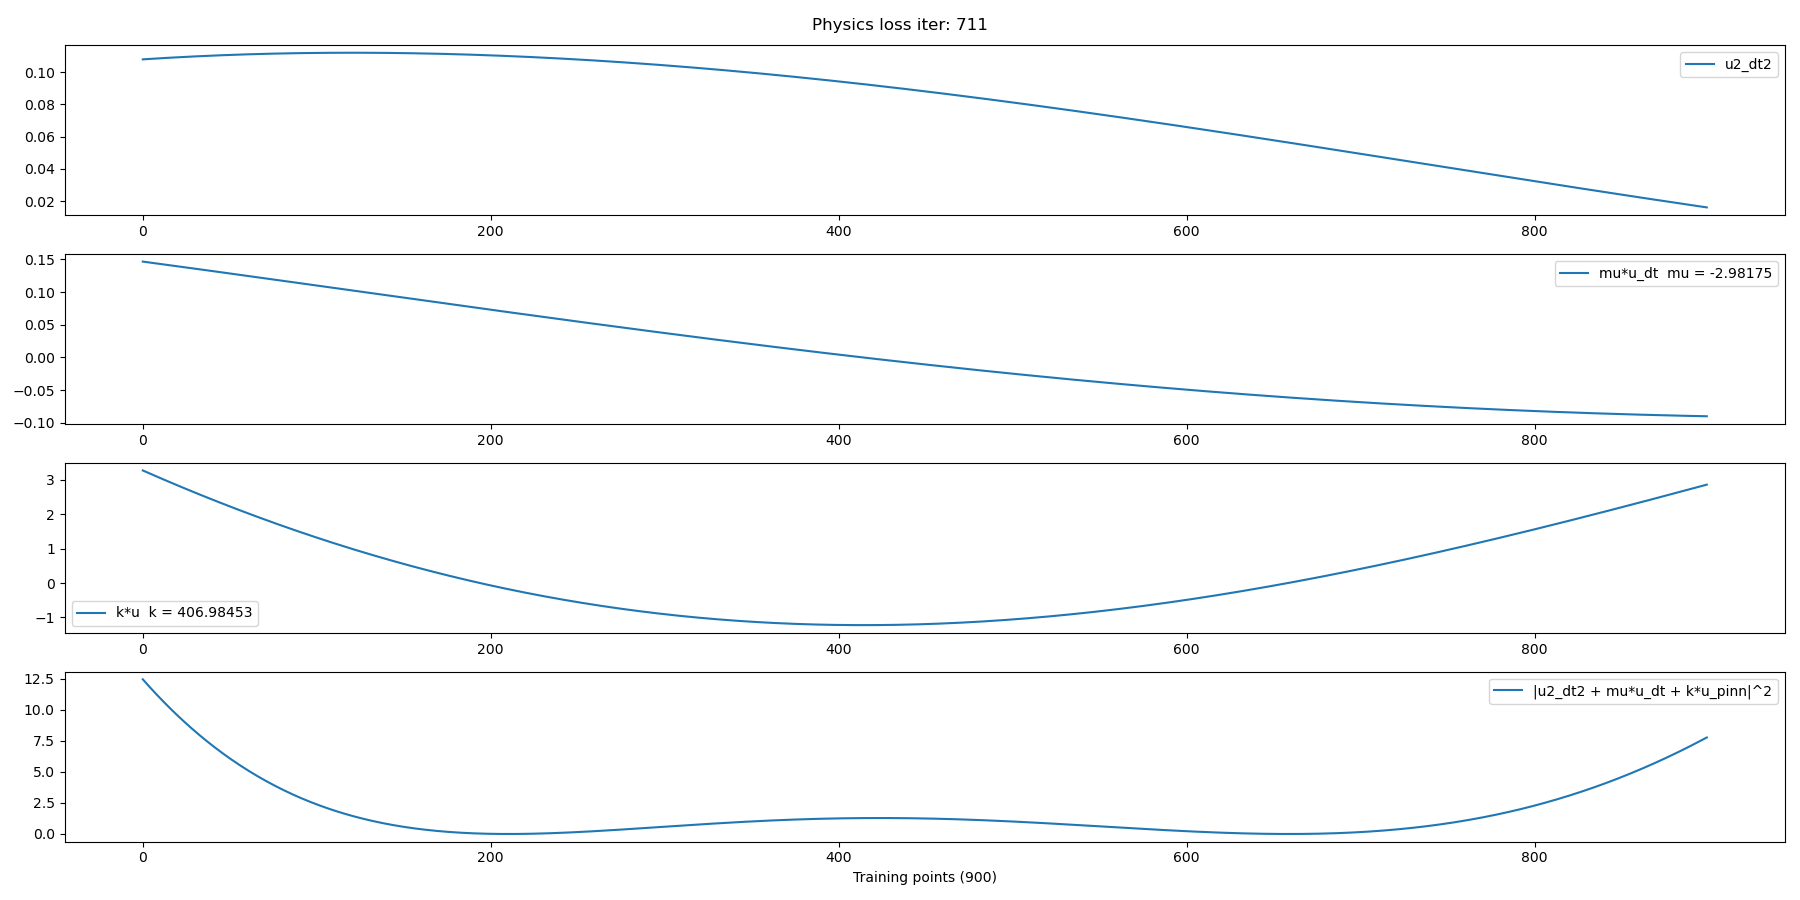 Physics loss iter: 711
0.10
0.08
0.06
0.04
0.02
u2_dt2
0 200 400 600 800
0.15
0.10
0.05
0.00
−0.05
−0.10
mu*u_dt  mu = -2.98175
0 200 400 600 800
3
2
1
0
−1
k*u  k = 406.98453
0 200 400 600 800
12.5
10.0
7.5
5.0
2.5
0.0
|u2_dt2 + mu*u_dt + k*u_pinn|^2
0 200 400 600 800
Training points (900)